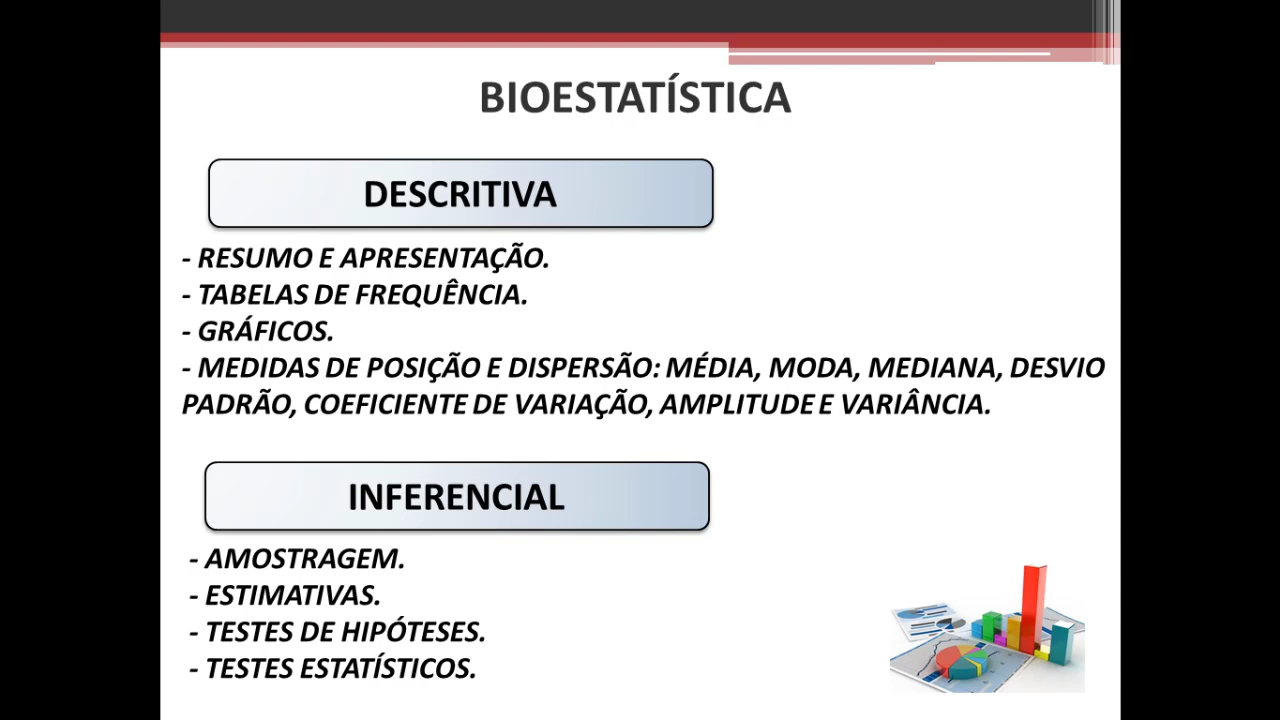 BIOESTATÍSTICA
DESCRITIVA
- RESUMO E APRESENTAÇÃO.
- TABELAS DE FREQUÊNCIA.
- GRÁFICOS.
- MEDIDAS DE POSIÇÃO E DISPERSÃO: MÉDIA, MODA, MEDIANA, DESVIO
PADRÃO, COEFICIENTE DE VARIAÇÃO, AMPLITUDE E VARIÂNCIA.
INFERENCIAL
- AMOSTRAGEM.
- ESTIMATIVAS.
- TESTES DE HIPÓTESES.
- TESTES ESTATÍSTICOS.